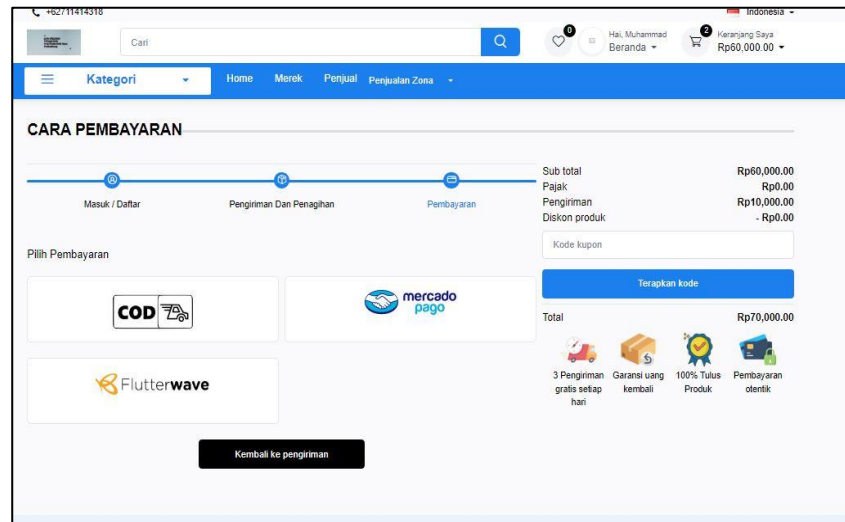 +62711414318
Indonesia
Cari
0
Hai, Muhammad
Beranda
2
Keranjang Saya
Rp60,000.00
Kategori
Home
Merek
Penjual
Penjualan Zona
CARA PEMBAYARAN
Masuk / Daftar
Pengiriman Dan Penagihan
Pembayaran
Pilih Pembayaran
COD
mercado
pago
Flutterwave
Kembali ke pengiriman
Sub total Rp60,000.00
Pajak Rp0.00
Pengiriman Rp10,000.00
Diskon produk - Rp0.00
Kode kupon
Terapkan kode
Total Rp70,000.00
3 Pengiriman
gratis setiap
hari
Garansi uang
kembali
100% Tulus
Produk
Pembayaran
otentik